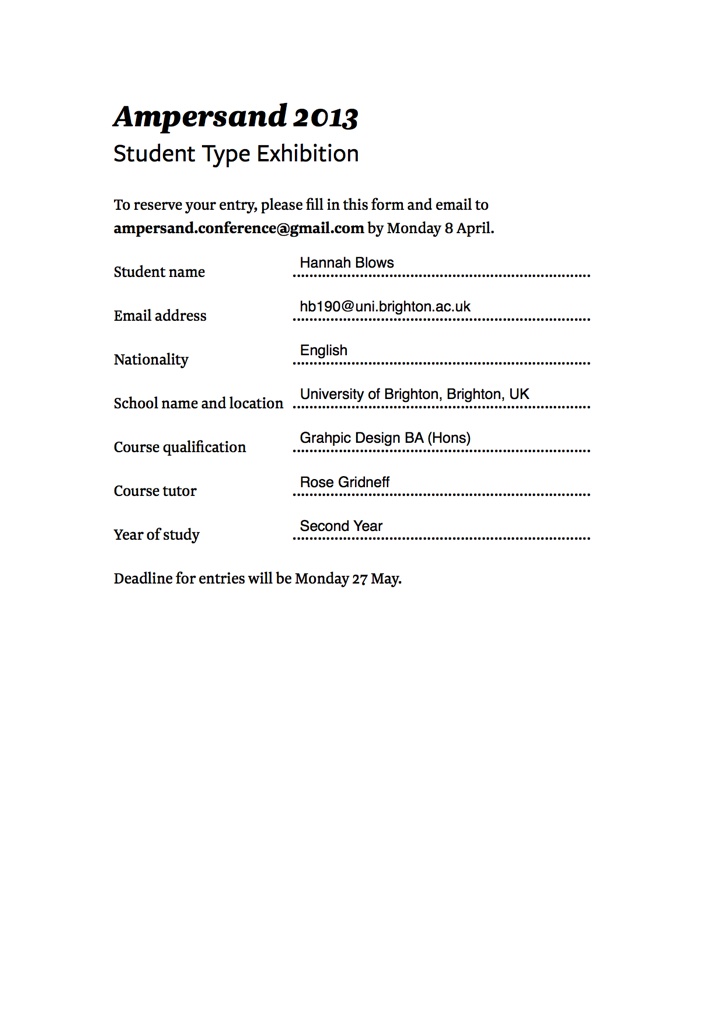 Ampersand 2013
Student Type Exhibition
To reserve your entry, please fill in this form and email to
ampersand.conference@gmail.com by Monday 8 April.
Student name Hannah Blows
Email address hb190@uni.brighton.ac.uk
Nationality English
School name and location University of Brighton, Brighton, UK
Course qualification Grahpic Design BA (Hons)
Course tutor Rose Gridneff
Year of study Second Year
Deadline for entries will be Monday 27 May.